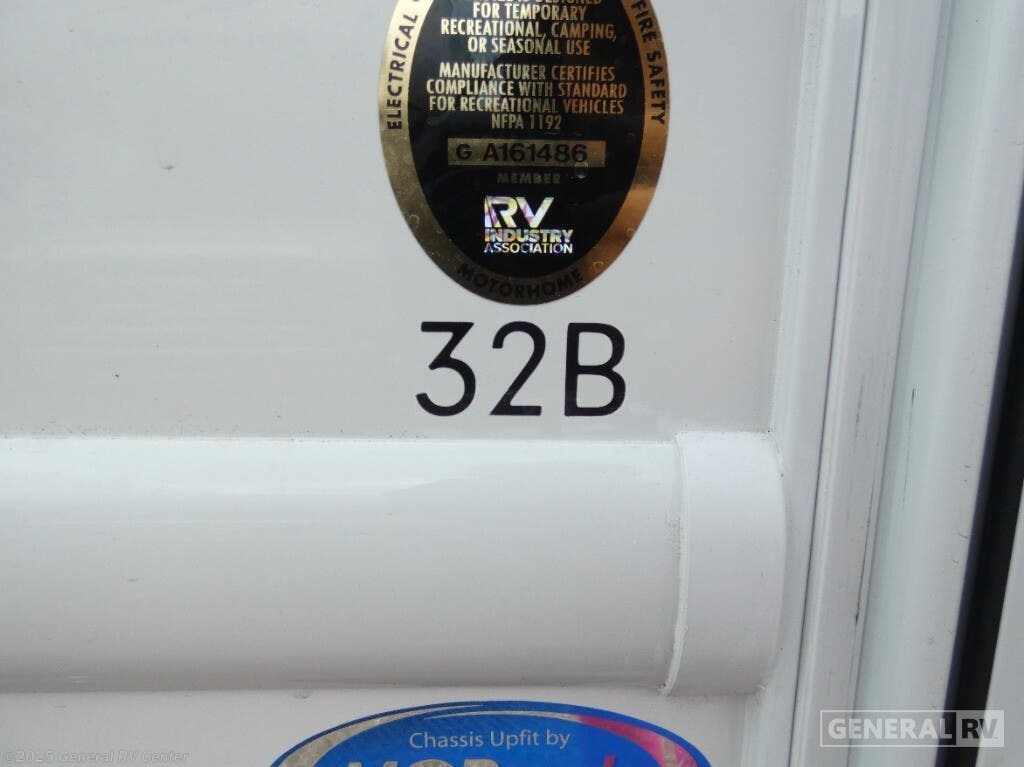 FOR TEMPORARY
RECREATIONAL, CAMPING,
OR SEASONAL USE
MANUFACTURER CERTIFIES
COMPLIANCE WITH STANDARD
FOR RECREATIONAL VEHICLES
NFPA 1192
G A161486
MEMBER
RV
INDUSTRY
ASSOCIATION
ELECTRICAL
FIRE SAFETY
MOTORHOME
32B
Chassis Upfit by
GENERAL RV
©2025 General RV Center